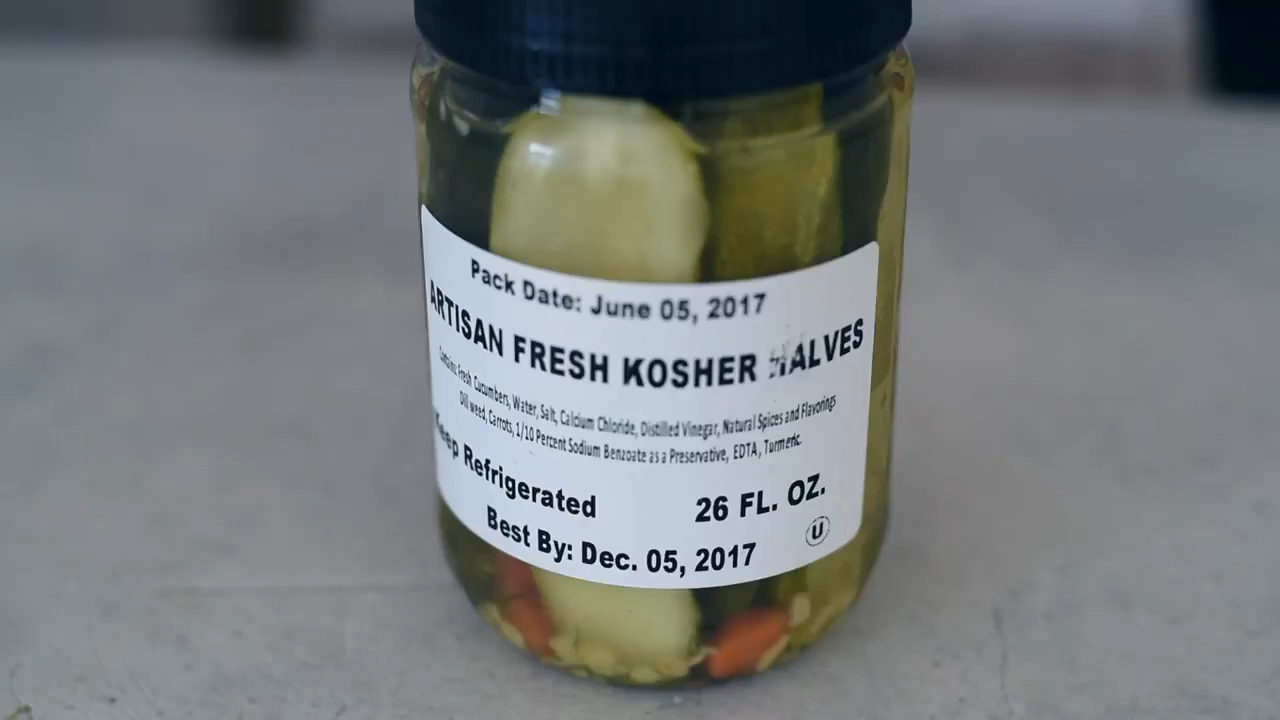 Pack Date: June 05, 2017
ARTISAN FRESH KOSHER HALVES
Contains: Fresh Cucumbers, Water, Salt, Calcium Chloride, Distilled Vinegar, Natural Spices and Flavorings
Dill weed, Carrots, 1/10 Percent Sodium Benzoate as a Preservative, EDTA, Turmeric.
Keep Refrigerated
26 FL. OZ.
Best By: Dec. 05, 2017
U